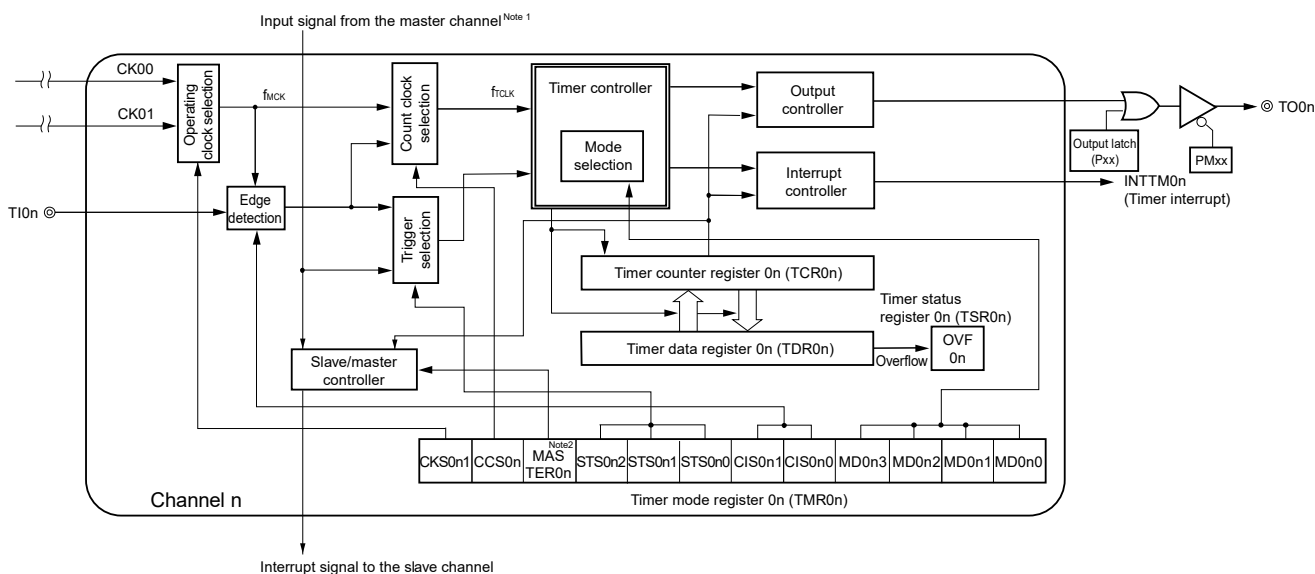 Input signal from the master channel Note 1
CK00
CK01
Operating
clock selection
fMCK
Count clock
selection
fTCLK
Timer controller
Mode
selection
Output
controller
Interrupt
controller
Output latch
(Pxx)
PMxx
TO0n
INTTM0n
(Timer interrupt)
TI0n
Edge
detection
Trigger
selection
Timer counter register 0n (TCR0n)
Timer status
register 0n (TSR0n)
Timer data register 0n (TDR0n)
Overflow
OVF
0n
Slave/master
controller
CKS0n1
CCS0n
Note2
MAS
TER0n
STS0n2
STS0n1
STS0n0
CIS0n1
CIS0n0
MD0n3
MD0n2
MD0n1
MD0n0
Channel n
Timer mode register 0n (TMR0n)
Interrupt signal to the slave channel